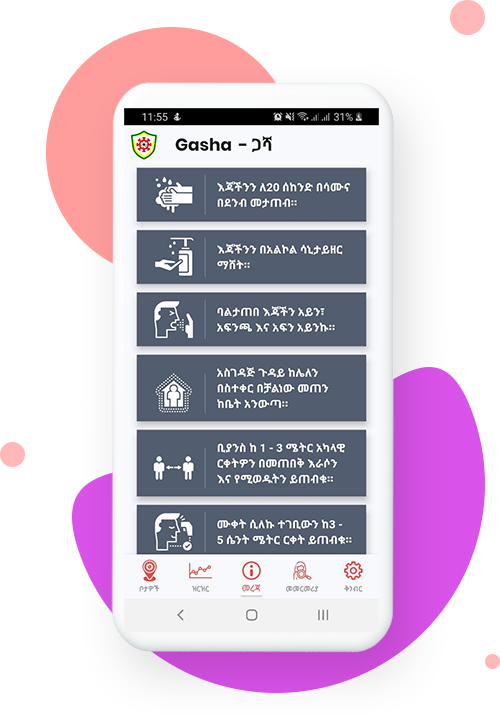 11:55
31%
Gasha - ጋሻ
እጃችንን ለ20 ሰከንድ በሳሙና
በደንብ መታጠብ።
እጃችንን በአልኮል ሳኒታይዘር
ማሸት።
ባልታጠበ እጃችን አይን፣
አፍንጫ እና አፍን አይንኩ።
አስገዳጅ ጉዳይ ከሌለን
በስተቀር በቻልነው መጠን
ከቤት አንውጣ።
ቢያንስ ከ 1 - 3 ሜትር አካላዊ
ርቀትዎን በመጠበቅ እራሶን
እና የሚወዱትን ይጠብቁ።
ሙቀት ሲለኩ ተገቢውን ከ3 -
5 ሴንት ሜትር ርቀት ይጠብቁ።
ቦታዎች ዝርዝር መረጃ መመርመሪያ ቅንብር